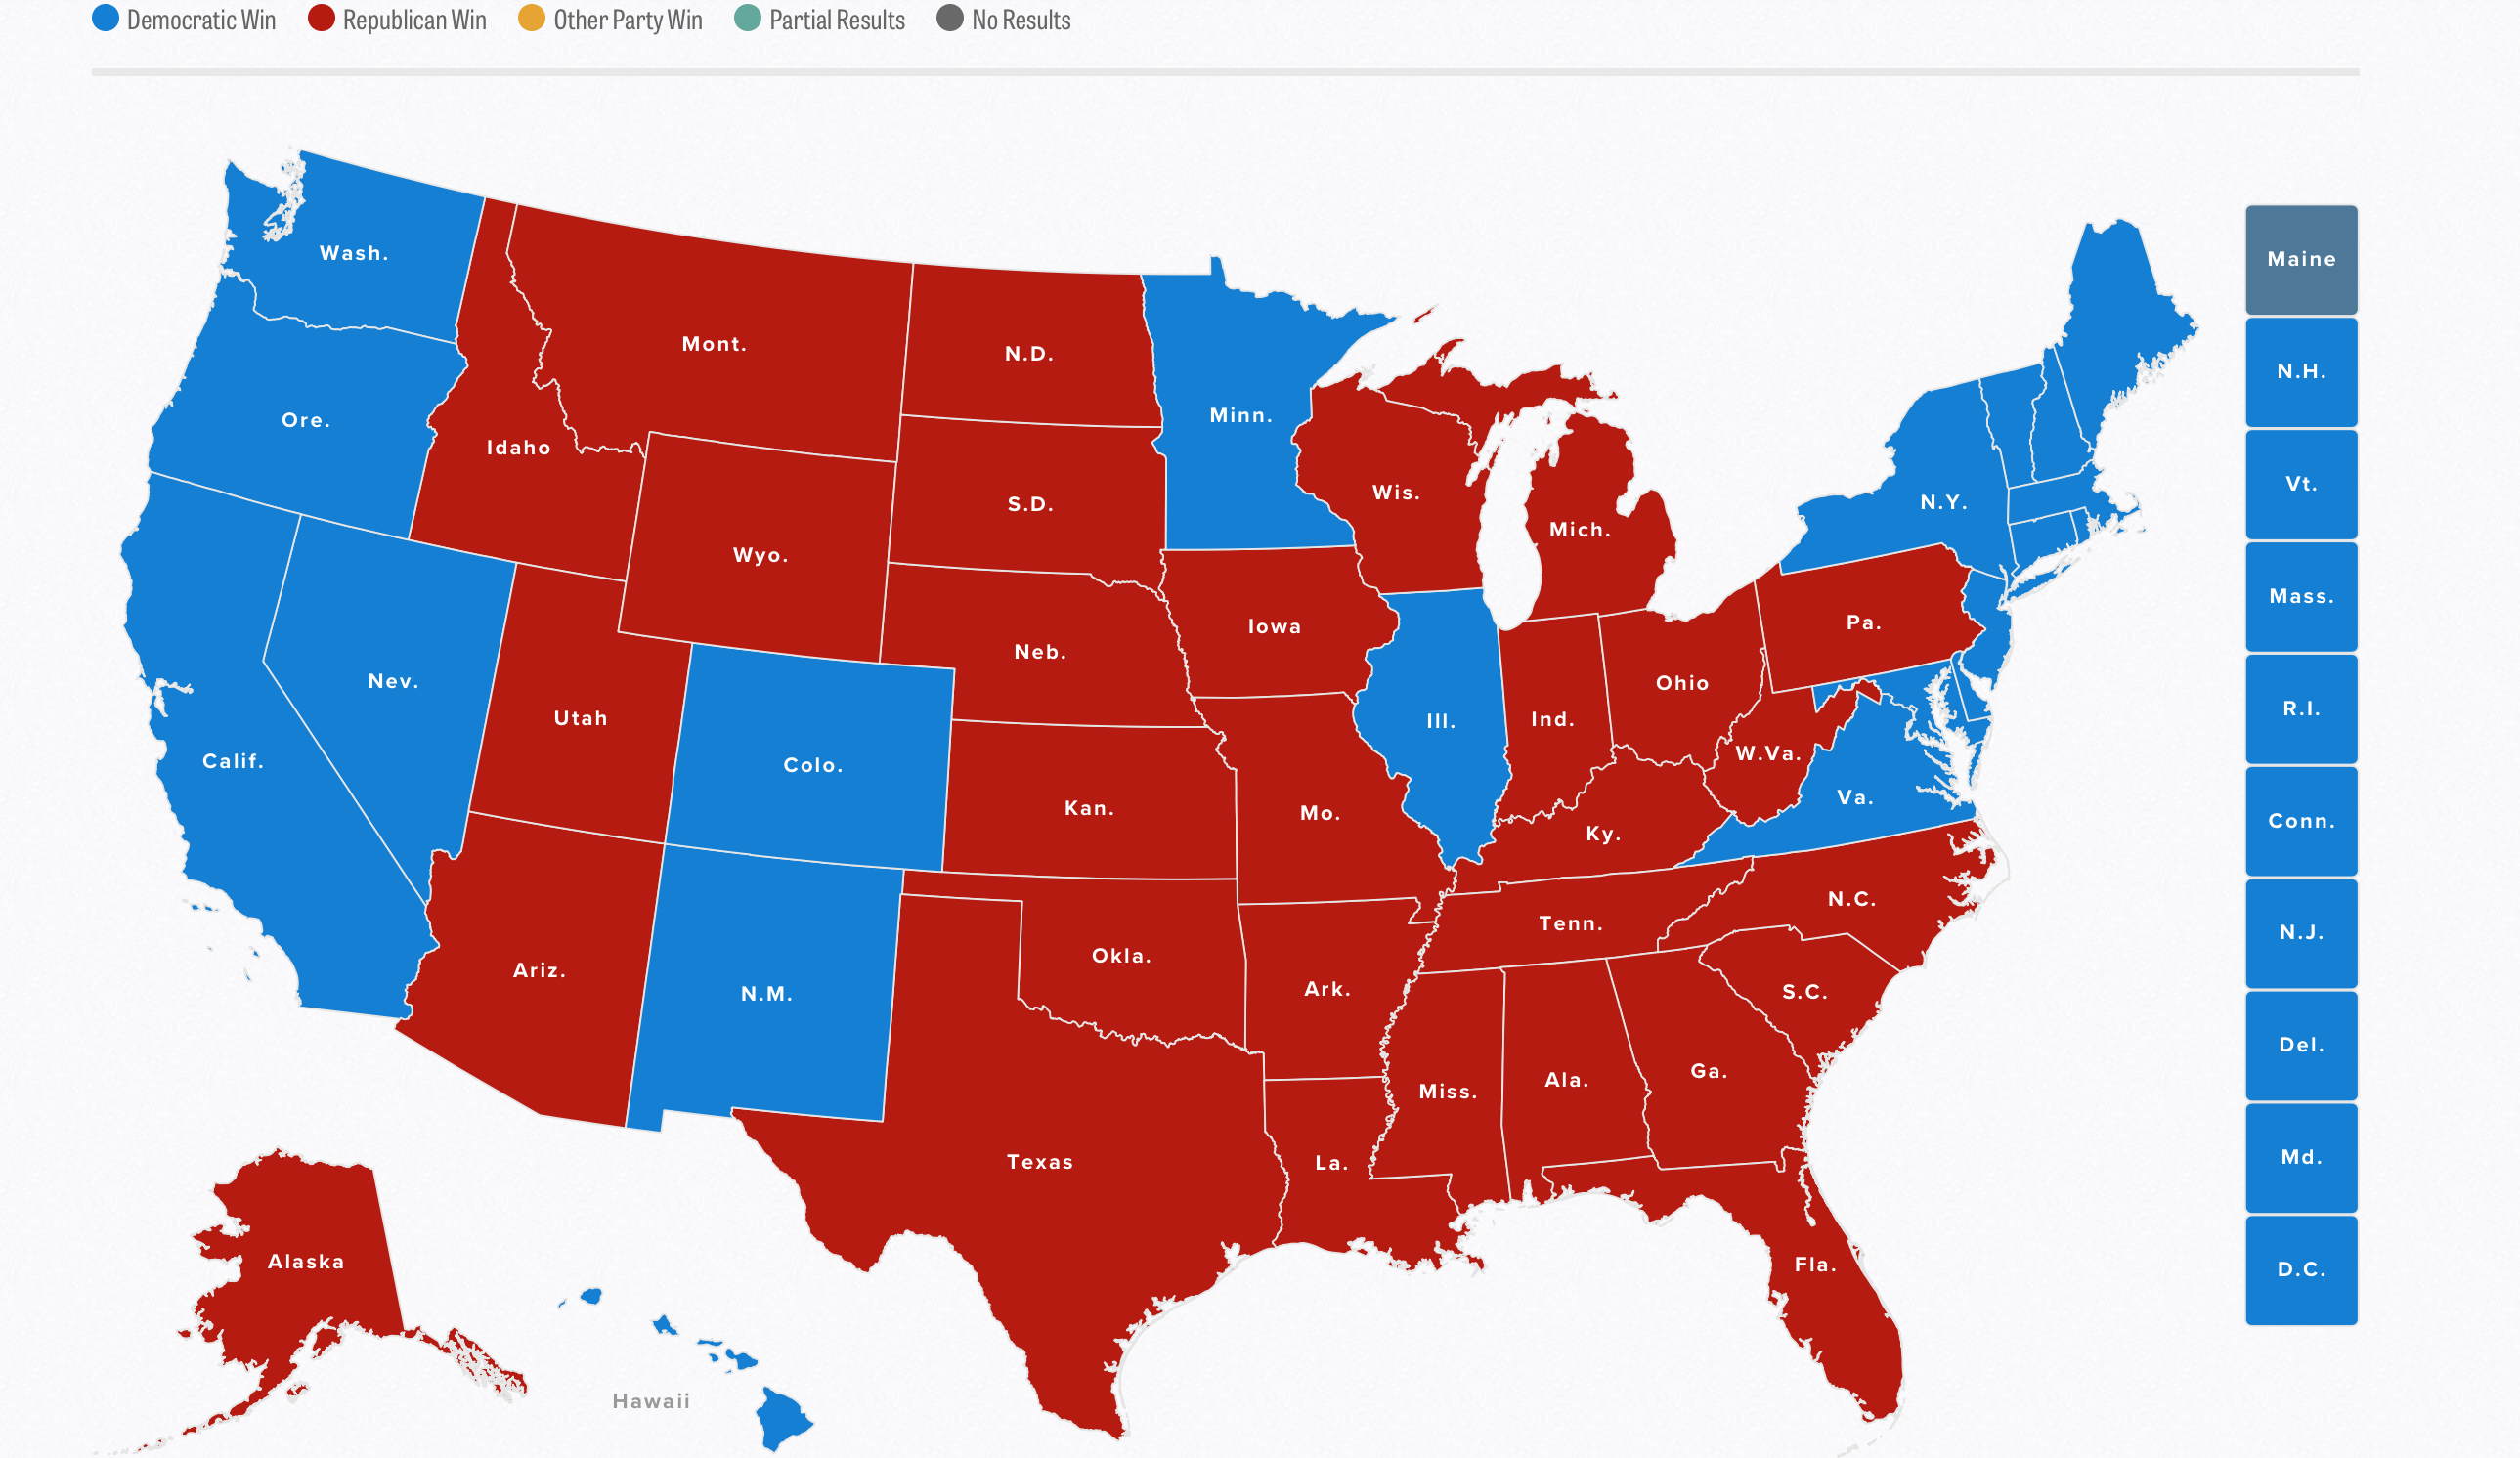 Democratic Win Republican Win Other Party Win Partial Results No Results
Wash.
Maine
Mont.
N.D.
N.H.
Minn.
Ore.
Idaho
Vt.
Wis.
N.Y.
S.D.
Mich.
Wyo.
Mass.
Pa.
Iowa
Neb.
Nev.
Ohio
R.I.
Utah
Ind.
Ill.
W.Va.
Calif.
Colo.
Va.
Kan.
Mo.
Conn.
Ky.
N.C.
Tenn.
N.J.
Okla.
Ariz.
Ark.
S.C.
N.M.
Del.
Ga.
Ala.
Miss.
Md.
Texas
La.
Alaska
Fla.
D.C.
Hawaii